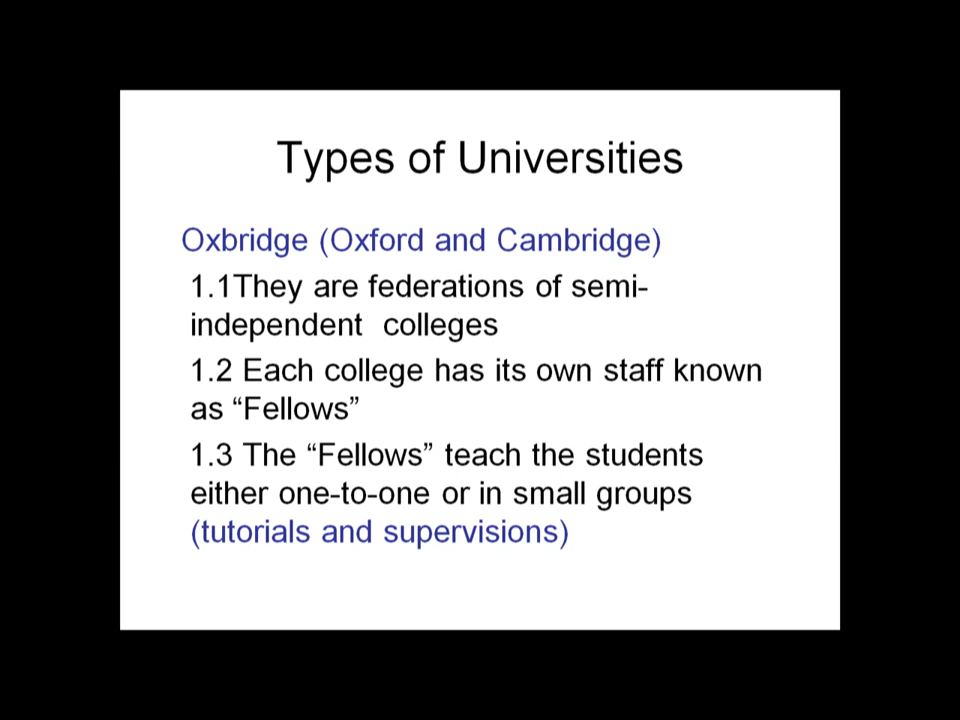 Types of Universities
Oxbridge (Oxford and Cambridge)
1.1They are federations of semi-
independent  colleges
1.2 Each college has its own staff known
as “Fellows”
1.3 The “Fellows” teach the students
either one-to-one or in small groups
(tutorials and supervisions)